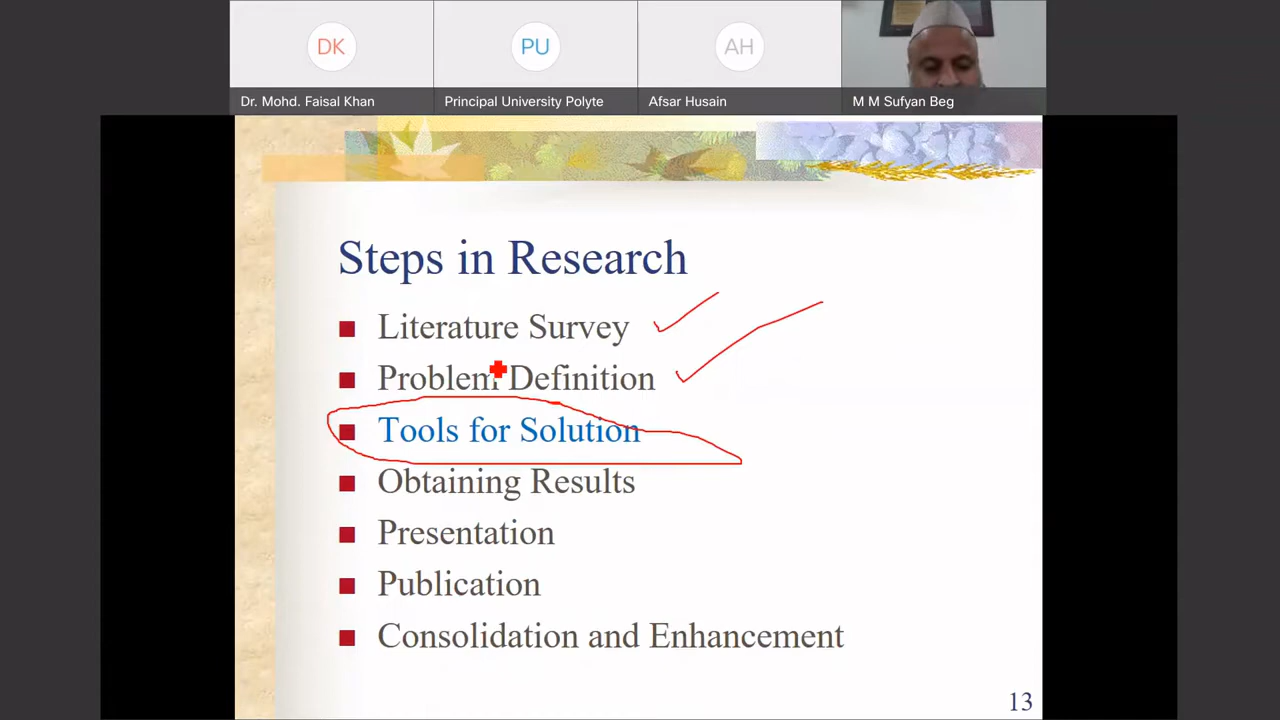 DK
PU
AH
Dr. Mohd. Faisal Khan
Principal University Polyte
Afsar Husain
M M Sufyan Beg
Steps in Research
Literature Survey
Problem Definition
Tools for Solution
Obtaining Results
Presentation
Publication
Consolidation and Enhancement
13